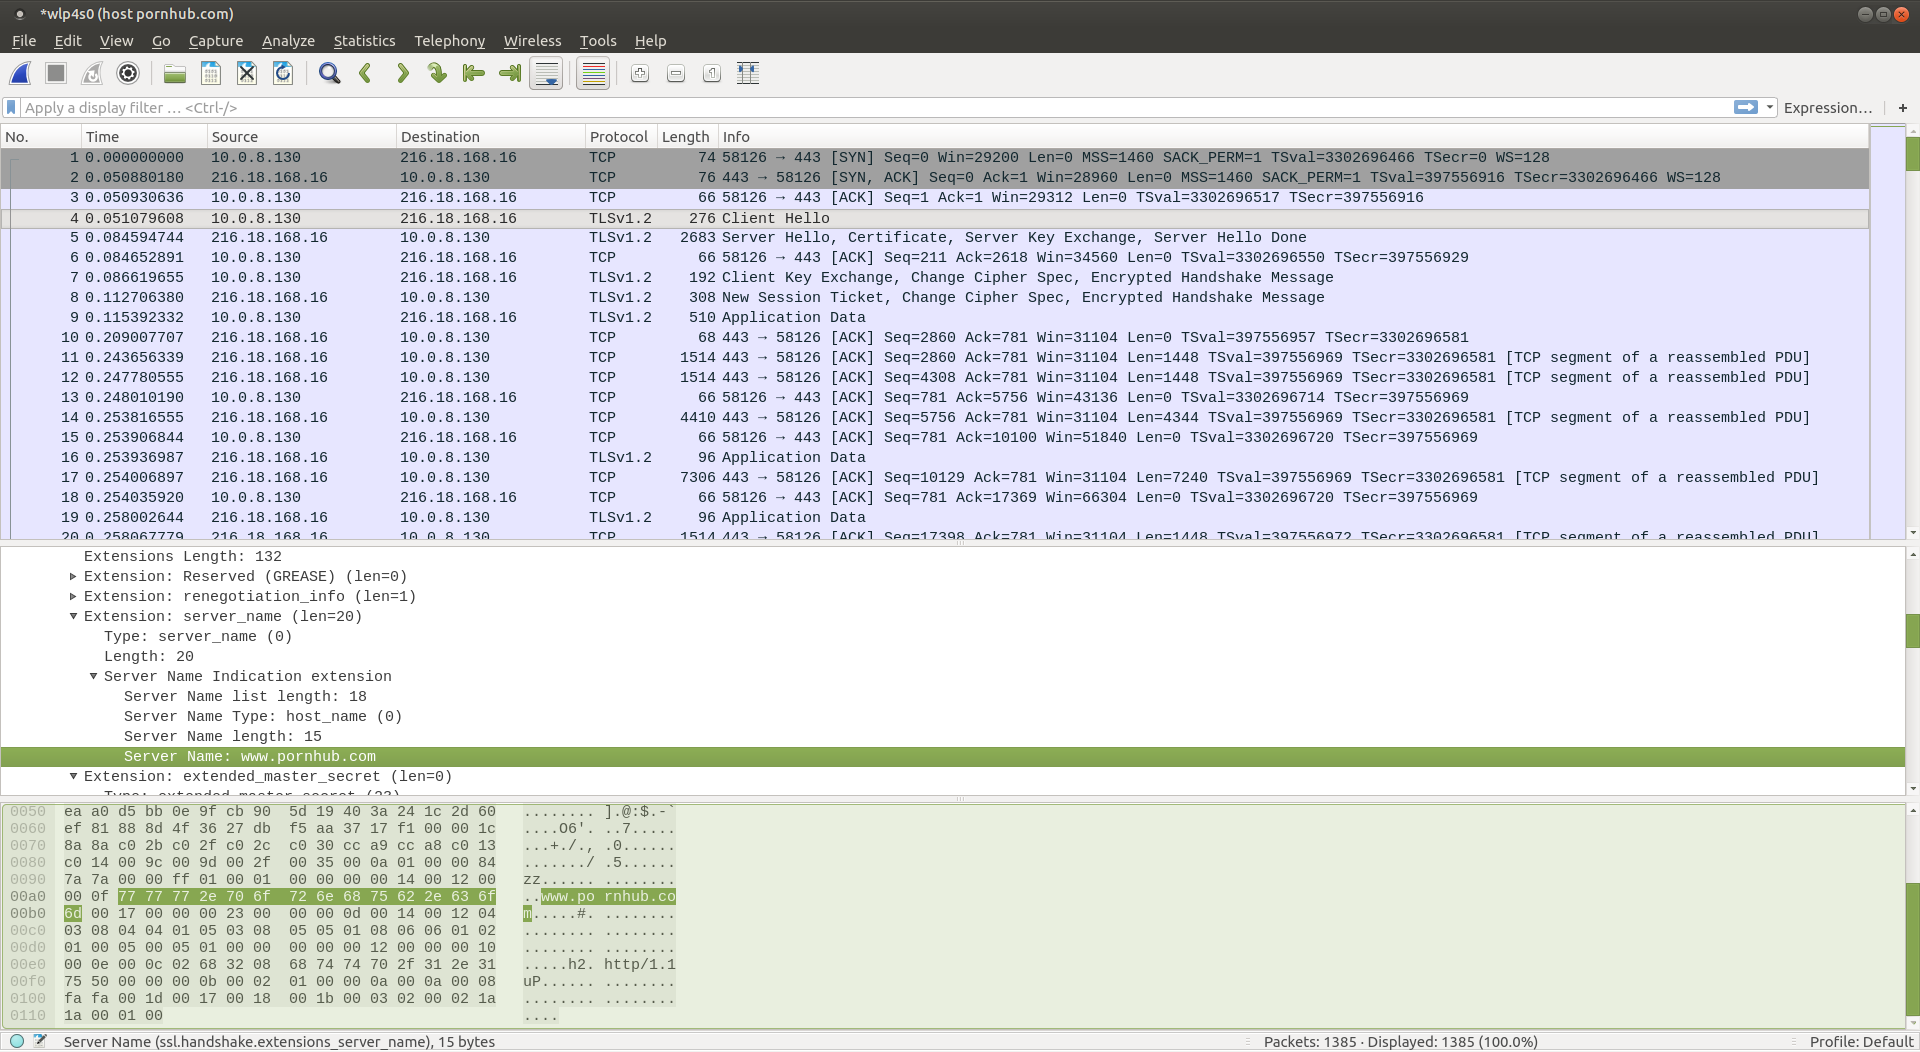 *wlp4s0 (host pornhub.com)
File Edit View Go Capture Analyze Statistics Telephony Wireless Tools Help
Apply a display filter … <Ctrl-/> Expression… +
No. Time Source Destination Protocol Length Info
1 0.000000000 10.0.8.130 216.18.168.16 TCP 74 58126 → 443 [SYN] Seq=0 Win=29200 Len=0 MSS=1460 SACK_PERM=1 TSval=3302696466 TSecr=0 WS=128
2 0.050880180 216.18.168.16 10.0.8.130 TCP 76 443 → 58126 [SYN, ACK] Seq=0 Ack=1 Win=28960 Len=0 MSS=1460 SACK_PERM=1 TSval=397556916 TSecr=3302696466 WS=128
3 0.050930636 10.0.8.130 216.18.168.16 TCP 66 58126 → 443 [ACK] Seq=1 Ack=1 Win=29312 Len=0 TSval=3302696517 TSecr=397556916
4 0.051079608 10.0.8.130 216.18.168.16 TLSv1.2 276 Client Hello
5 0.084594744 216.18.168.16 10.0.8.130 TLSv1.2 2683 Server Hello, Certificate, Server Key Exchange, Server Hello Done
6 0.084652891 10.0.8.130 216.18.168.16 TCP 66 58126 → 443 [ACK] Seq=211 Ack=2618 Win=34560 Len=0 TSval=3302696550 TSecr=397556929
7 0.086619655 10.0.8.130 216.18.168.16 TLSv1.2 192 Client Key Exchange, Change Cipher Spec, Encrypted Handshake Message
8 0.112706380 216.18.168.16 10.0.8.130 TLSv1.2 308 New Session Ticket, Change Cipher Spec, Encrypted Handshake Message
9 0.115392332 10.0.8.130 216.18.168.16 TLSv1.2 510 Application Data
10 0.209007707 216.18.168.16 10.0.8.130 TCP 68 443 → 58126 [ACK] Seq=2860 Ack=781 Win=31104 Len=0 TSval=397556957 TSecr=3302696581
11 0.243656339 216.18.168.16 10.0.8.130 TCP 1514 443 → 58126 [ACK] Seq=2860 Ack=781 Win=31104 Len=1448 TSval=397556969 TSecr=3302696581 [TCP segment of a reassembled PDU]
12 0.247780555 216.18.168.16 10.0.8.130 TCP 1514 443 → 58126 [ACK] Seq=4308 Ack=781 Win=31104 Len=1448 TSval=397556969 TSecr=3302696581 [TCP segment of a reassembled PDU]
13 0.248010190 10.0.8.130 216.18.168.16 TCP 66 58126 → 443 [ACK] Seq=781 Ack=5756 Win=43136 Len=0 TSval=3302696714 TSecr=397556969
14 0.253816555 216.18.168.16 10.0.8.130 TCP 4410 443 → 58126 [ACK] Seq=5756 Ack=781 Win=31104 Len=4344 TSval=397556969 TSecr=3302696581 [TCP segment of a reassembled PDU]
15 0.253906844 10.0.8.130 216.18.168.16 TCP 66 58126 → 443 [ACK] Seq=781 Ack=10100 Win=51840 Len=0 TSval=3302696720 TSecr=397556969
16 0.253936987 216.18.168.16 10.0.8.130 TLSv1.2 96 Application Data
17 0.254006897 216.18.168.16 10.0.8.130 TCP 7306 443 → 58126 [ACK] Seq=10129 Ack=781 Win=31104 Len=7240 TSval=397556969 TSecr=3302696581 [TCP segment of a reassembled PDU]
18 0.254035920 10.0.8.130 216.18.168.16 TCP 66 58126 → 443 [ACK] Seq=781 Ack=17369 Win=66304 Len=0 TSval=3302696720 TSecr=397556969
19 0.258002644 216.18.168.16 10.0.8.130 TLSv1.2 96 Application Data
20 0.258067779 216.18.168.16 10.0.8.130 TCP 1514 443 → 58126 [ACK] Seq=17398 Ack=781 Win=31104 Len=1448 TSval=397556972 TSecr=3302696581 [TCP segment of a reassembled PDU]
Extensions Length: 132
Extension: Reserved (GREASE) (len=0)
Extension: renegotiation_info (len=1)
Extension: server_name (len=20)
Type: server_name (0)
Length: 20
Server Name Indication extension
Server Name list length: 18
Server Name Type: host_name (0)
Server Name length: 15
Server Name: www.pornhub.com
Extension: extended_master_secret (len=0)
Type: extended_master_secret (23)
0050 ea a0 d5 bb 0e 9f cb 90 5d 19 40 3a 24 1c 2d 60 ........ ].@:$.-`
0060 ef 81 88 8d 4f 36 27 db f5 aa 37 17 f1 00 00 1c ....O6'. ..7.....
0070 8a 8a c0 2b c0 2f c0 2c c0 30 cc a9 cc a8 c0 13 ...+./., .0......
0080 c0 14 00 9c 00 9d 00 2f 00 35 00 0a 01 00 00 84 ......./ .5......
0090 7a 7a 00 00 ff 01 00 01 00 00 00 00 14 00 12 00 zz...... ........
00a0 00 0f 77 77 77 2e 70 6f 72 6e 68 75 62 2e 63 6f ..www.po rnhub.co
00b0 6d 00 17 00 00 00 23 00 00 00 0d 00 14 00 12 04 m.....#. ........
00c0 03 08 04 04 01 05 03 08 05 05 01 08 06 06 01 02 ........ ........
00d0 01 00 05 00 05 01 00 00 00 00 00 12 00 00 00 10 ........ ........
00e0 00 0e 00 0c 02 68 32 08 68 74 74 70 2f 31 2e 31 .....h2. http/1.1
00f0 75 50 00 00 00 0b 00 02 01 00 00 0a 00 0a 00 08 uP...... ........
0100 fa fa 00 1d 00 17 00 18 00 1b 00 03 02 00 02 1a ........ ........
0110 1a 00 01 00 ....
Server Name (ssl.handshake.extensions_server_name), 15 bytes Packets: 1385 · Displayed: 1385 (100.0%) Profile: Default